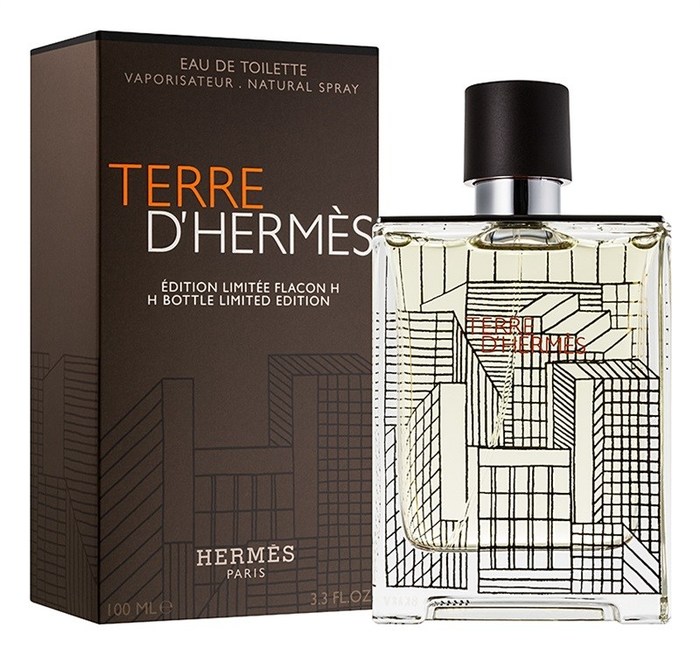 EAU DE TOILETTE
VAPORISATEUR . NATURAL SPRAY
TERRE
D'HERMÈS
ÉDITION LIMITÉE FLACON H
H BOTTLE LIMITED EDITION
HERMÈS
PARIS
100 ML ℮
3.3 FL.OZ
TERRE
D'HERMÈS